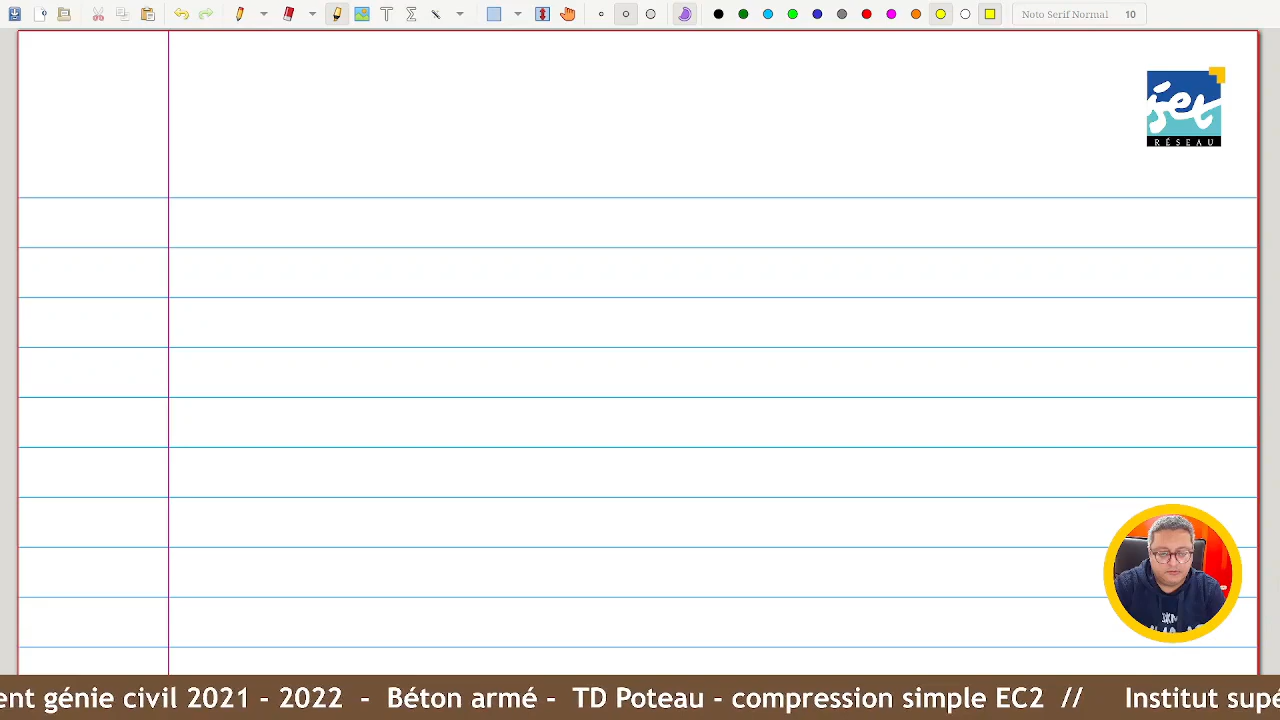 Noto Serif Normal 10
iset
RÉSEAU
ent génie civil 2021 - 2022 - Béton armé - TD Poteau - compression simple EC2 // Institut supé